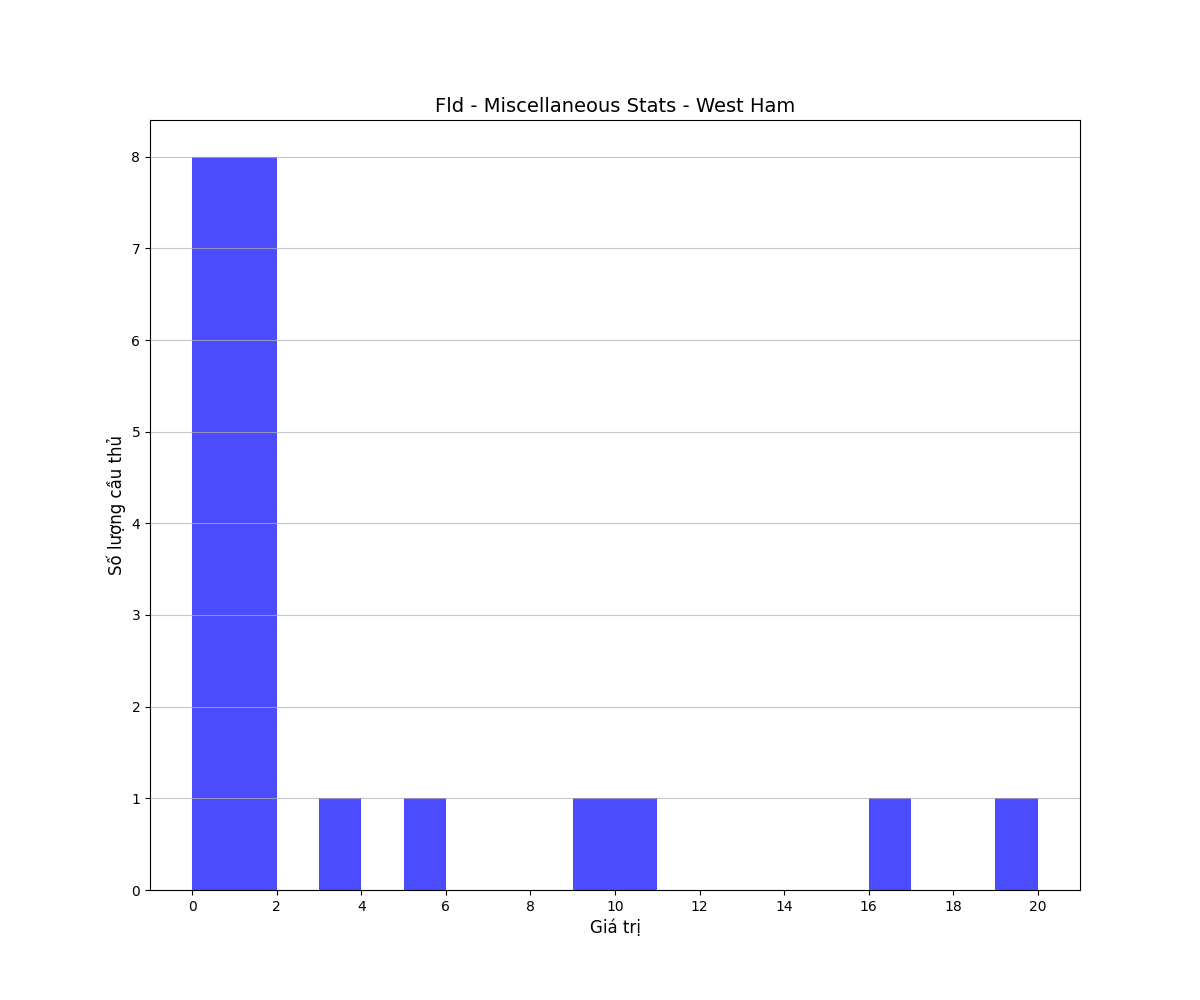 Fld - Miscellaneous Stats - West Ham
8
7
6
5
4
3
2
1
0
Số lượng cầu thủ
0 2 4 6 8 10 12 14 16 18 20
Giá trị